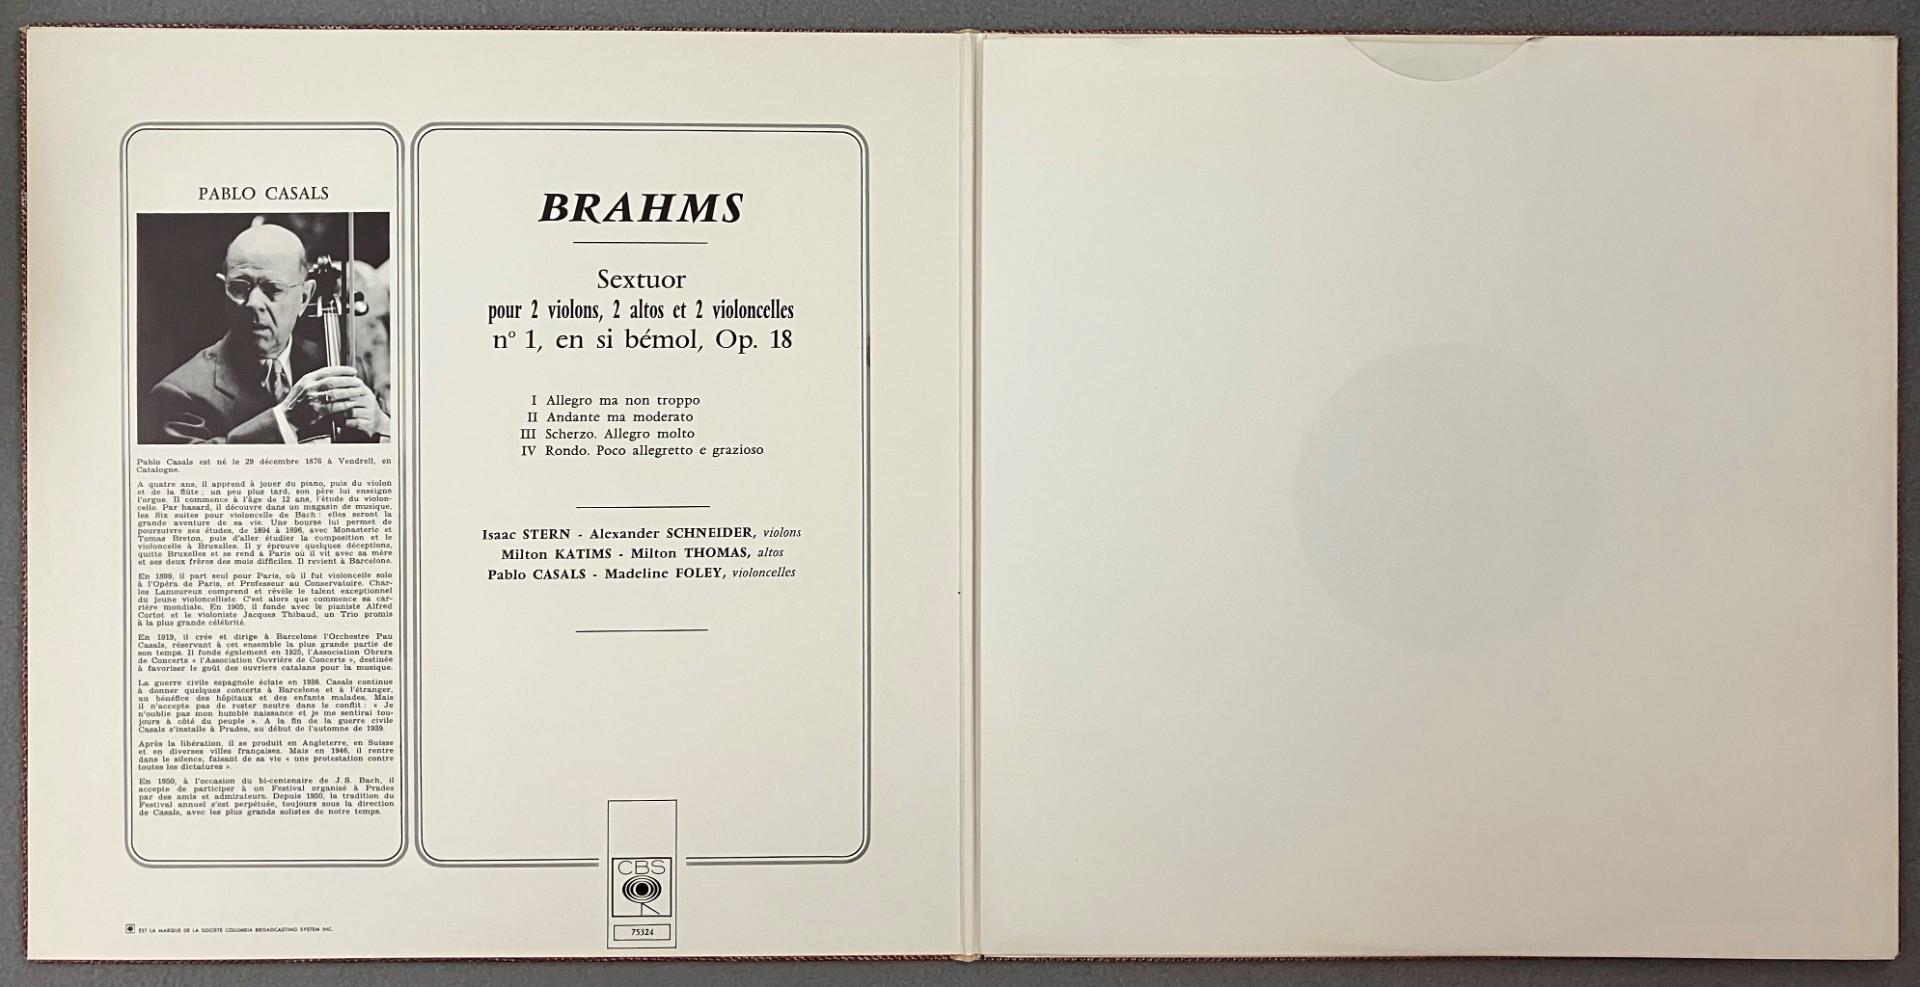 PABLO CASALS
Pablo Casals est né le 29 décembre 1876 à Vendrell, en
Catalogne.
A quatre ans, il apprend à jouer du piano, puis du violon
et de la flûte ; un peu plus tard, son père lui enseigne
l'orgue. Il commence à l'âge de 12 ans, l'étude du violon-
celle. Par hasard, il découvre dans un magasin de musique,
les Six suites pour violoncelle de Bach : elles seront la
grande aventure de sa vie. Une bourse lui permet de
poursuivre ses études, de 1894 à 1896, avec Monasterio et
Tomas Breton, puis d'aller étudier la composition et le
violoncelle à Bruxelles. Il y éprouve quelques déceptions,
quitte Bruxelles et se rend à Paris où il vit avec sa mère
et ses deux frères des mois difficiles. Il revient à Barcelone.
En 1899, il part seul pour Paris, où il fut violoncelle solo
à l'Opéra de Paris, et Professeur au Conservatoire. Char-
les Lamoureux comprend et révèle le talent exceptionnel
du jeune violoncelliste. C'est alors que commence sa car-
rière mondiale. En 1905, il fonde avec le pianiste Alfred
Cortot et le violoniste Jacques Thibaud, un Trio promis
à la plus grande célébrité.
En 1919, il crée et dirige à Barcelone l'Orchestre Pau
Casals, réservant à cet ensemble la plus grande partie de
son temps. Il fonde également en 1925, l'Association Obrera
de Concerts « l'Association Ouvrière de Concerts », destinée
à favoriser le goût des ouvriers catalans pour la musique.
La guerre civile espagnole éclate en 1936. Casals continue
à donner quelques concerts à Barcelone et à l'étranger,
au bénéfice des hôpitaux et des enfants malades. Mais
il n'accepte pas de rester neutre dans le conflit : « Je
n'oublie pas mon humble naissance et je me sentirai tou-
jours à côté du peuple ». A la fin de la guerre civile
Casals s'installe à Prades, au début de l'automne de 1939.
Après la libération, il se produit en Angleterre, en Suisse
et en diverses villes françaises. Mais en 1946, il rentre
dans le silence, faisant de sa vie « une protestation contre
toutes les dictatures ».
En 1950, à l'occasion du bi-centenaire de J.S. Bach, il
accepte de participer à un Festival organisé à Prades
par des amis et admirateurs. Depuis 1950, la tradition du
Festival annuel s'est perpétuée, toujours sous la direction
de Casals, avec les plus grands solistes de notre temps.
BRAHMS
Sextuor
pour 2 violons, 2 altos et 2 violoncelles
n° 1, en si bémol, Op. 18
I Allegro ma non troppo
II Andante ma moderato
III Scherzo. Allegro molto
IV Rondo. Poco allegretto e grazioso
Isaac STERN - Alexander SCHNEIDER, violons
Milton KATIMS - Milton THOMAS, altos
Pablo CASALS - Madeline FOLEY, violoncelles
CBS
75324
EST LA MARQUE DE LA SOCIÉTÉ COLUMBIA BROADCASTING SYSTEM INC.